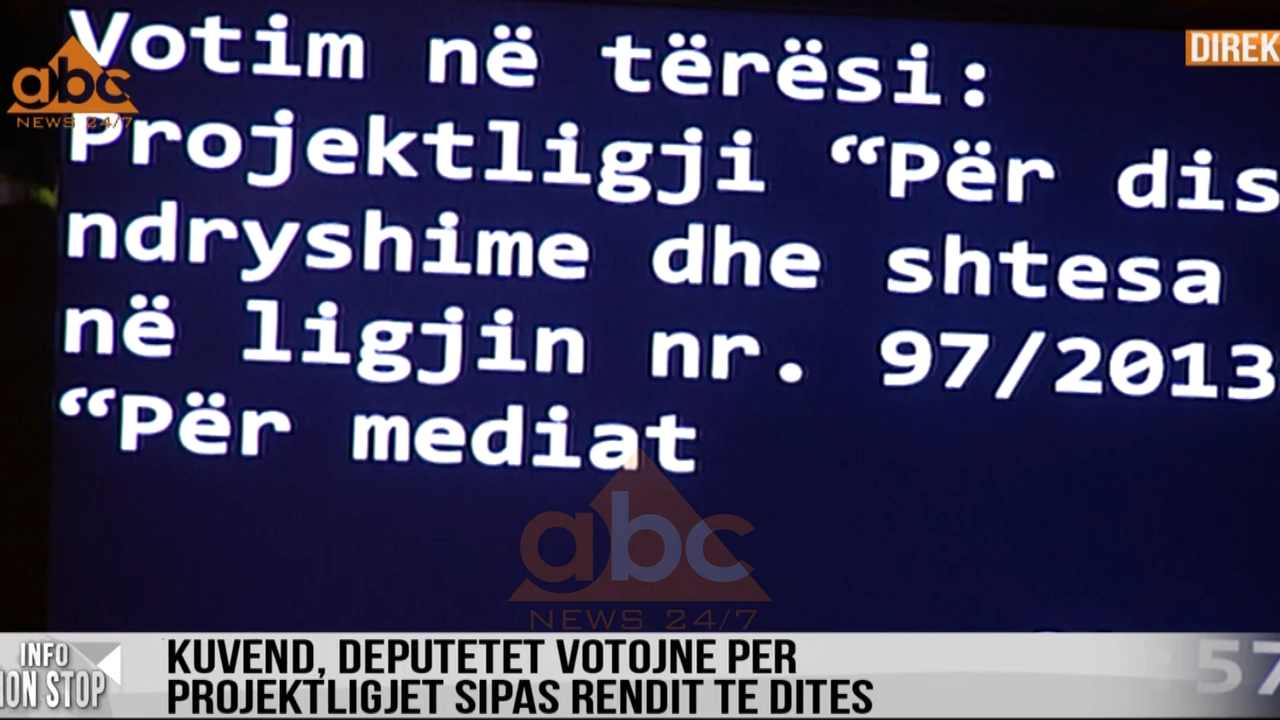 Votim në tërësi:
Projektligji “Për dis
ndryshime dhe shtesa
në ligjin nr. 97/2013
“Për mediat
abc
NEWS 24/7
DIREK
abc
NEWS 24/7
INFO
NON STOP
KUVEND, DEPUTETET VOTOJNE PER
PROJEKTLIGJET SIPAS RENDIT TE DITES
57